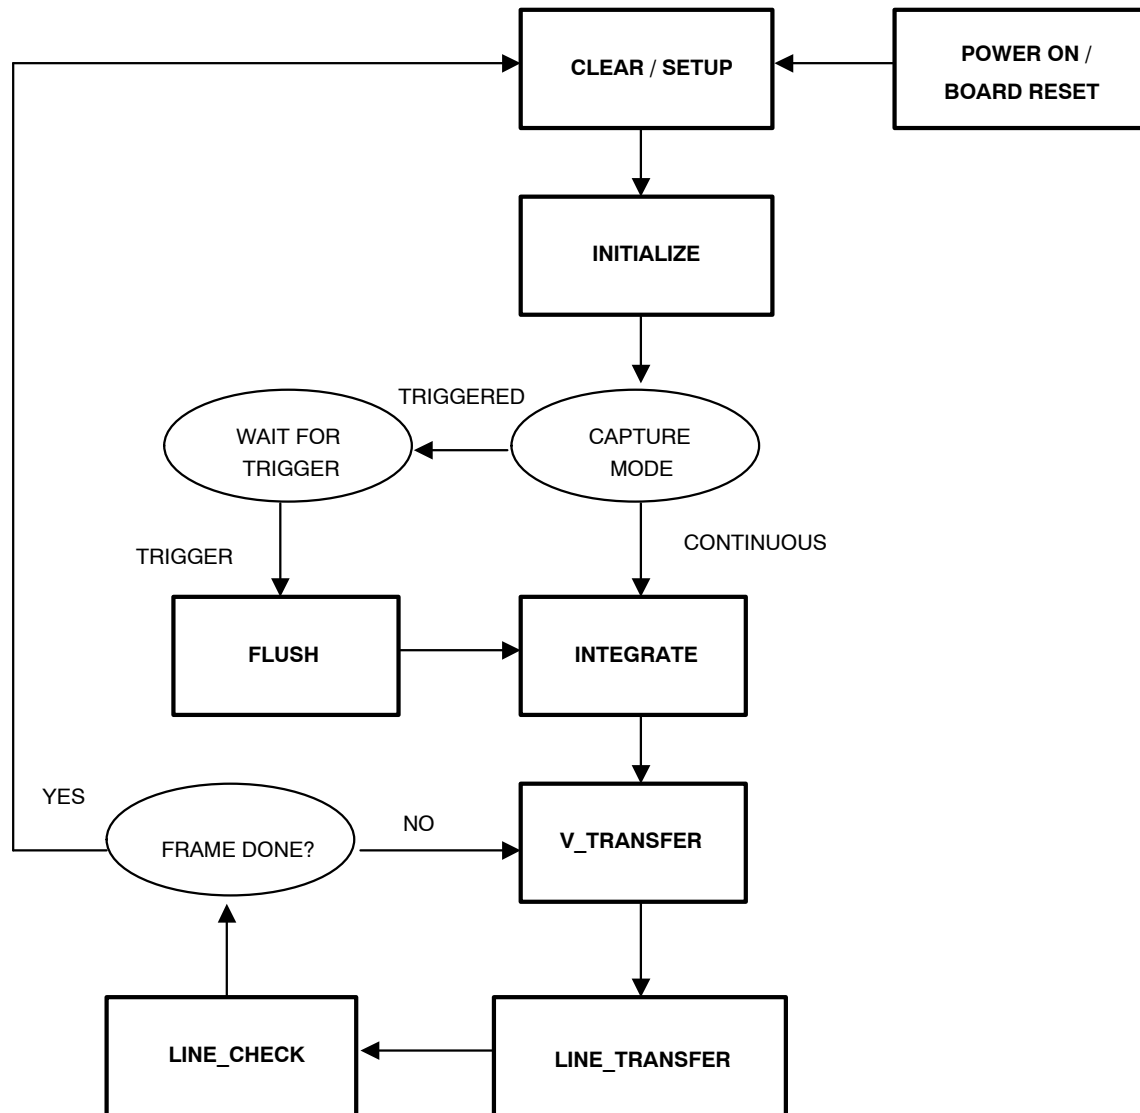 CLEAR / SETUP
POWER ON /
BOARD RESET
INITIALIZE
TRIGGERED
WAIT FOR
TRIGGER
CAPTURE
MODE
TRIGGER
CONTINUOUS
FLUSH
INTEGRATE
YES
FRAME DONE?
NO
V_TRANSFER
LINE_CHECK
LINE_TRANSFER